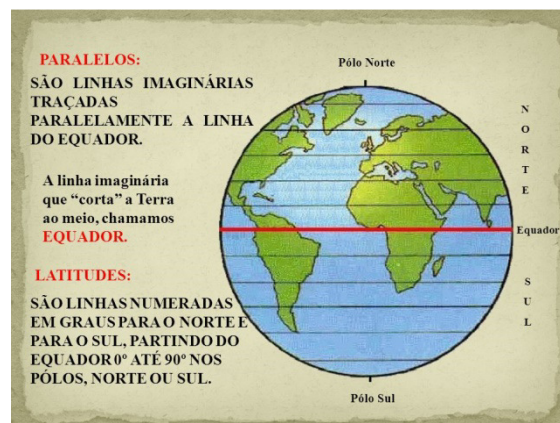 PARALELOS:
SÃO LINHAS IMAGINÁRIAS
TRAÇADAS
PARALELAMENTE A LINHA
DO EQUADOR.
A linha imaginária
que “corta” a Terra
ao meio, chamamos
EQUADOR.
LATITUDES:
SÃO LINHAS NUMERADAS
EM GRAUS PARA O NORTE E
PARA O SUL, PARTINDO DO
EQUADOR 0º ATÉ 90º NOS
PÓLOS, NORTE OU SUL.
Pólo Norte
N
O
R
T
E
Equador
S
U
L
Pólo Sul